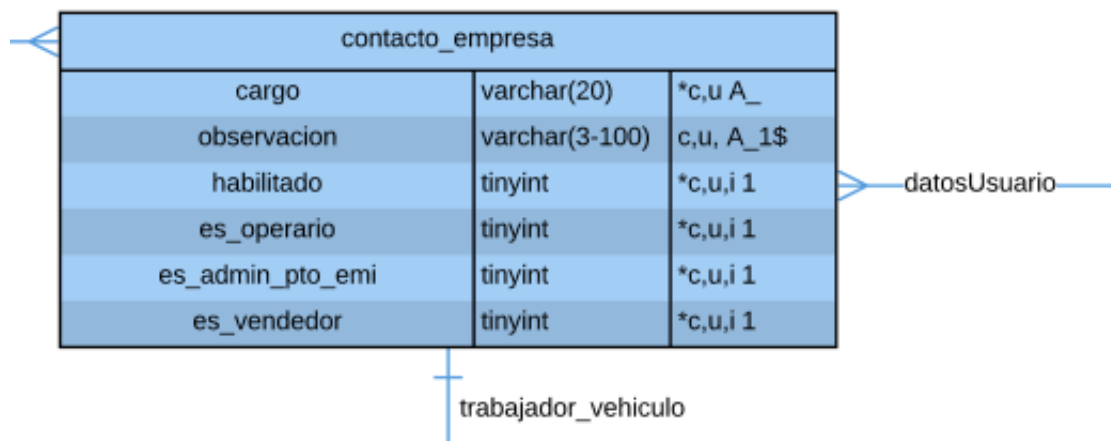 contacto_empresa
cargo varchar(20) *c,u A_
observacion varchar(3-100) c,u, A_1$
habilitado tinyint *c,u,i 1
datosUsuario
es_operario tinyint *c,u,i 1
es_admin_pto_emi tinyint *c,u,i 1
es_vendedor tinyint *c,u,i 1
trabajador_vehiculo